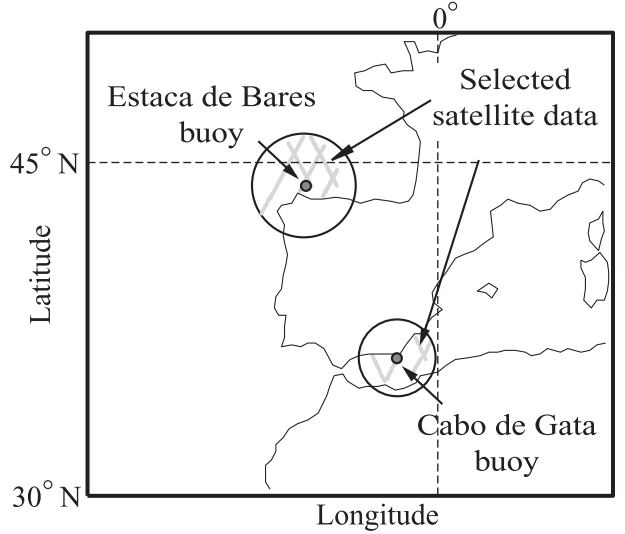 0°
Estaca de Bares
buoy
Selected
satellite data
45° N
Latitude
Cabo de Gata
buoy
30° N
Longitude